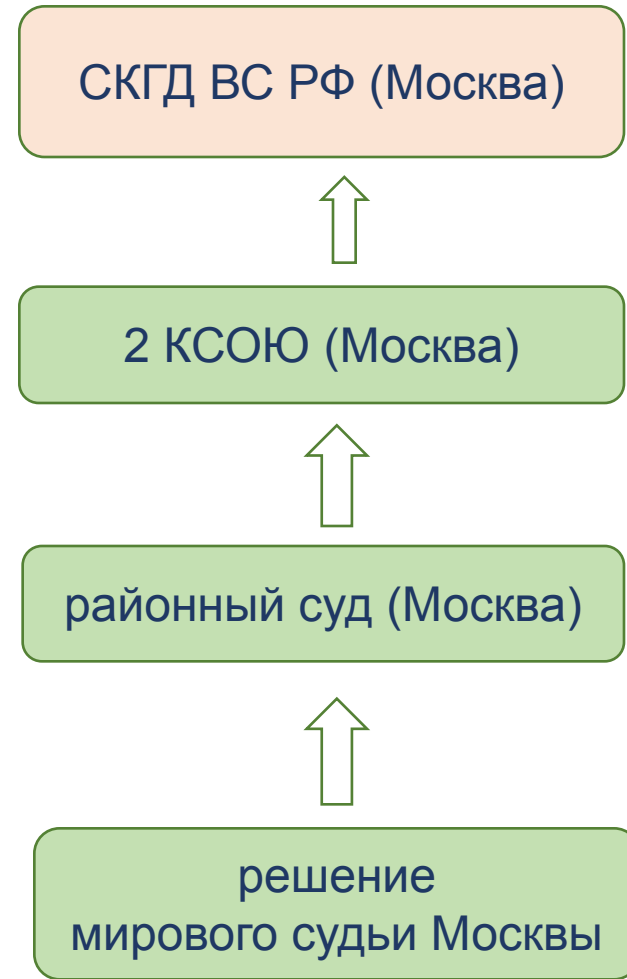 СКГД ВС РФ (Москва)
2 КСОЮ (Москва)
районный суд (Москва)
решение
мирового судьи Москвы